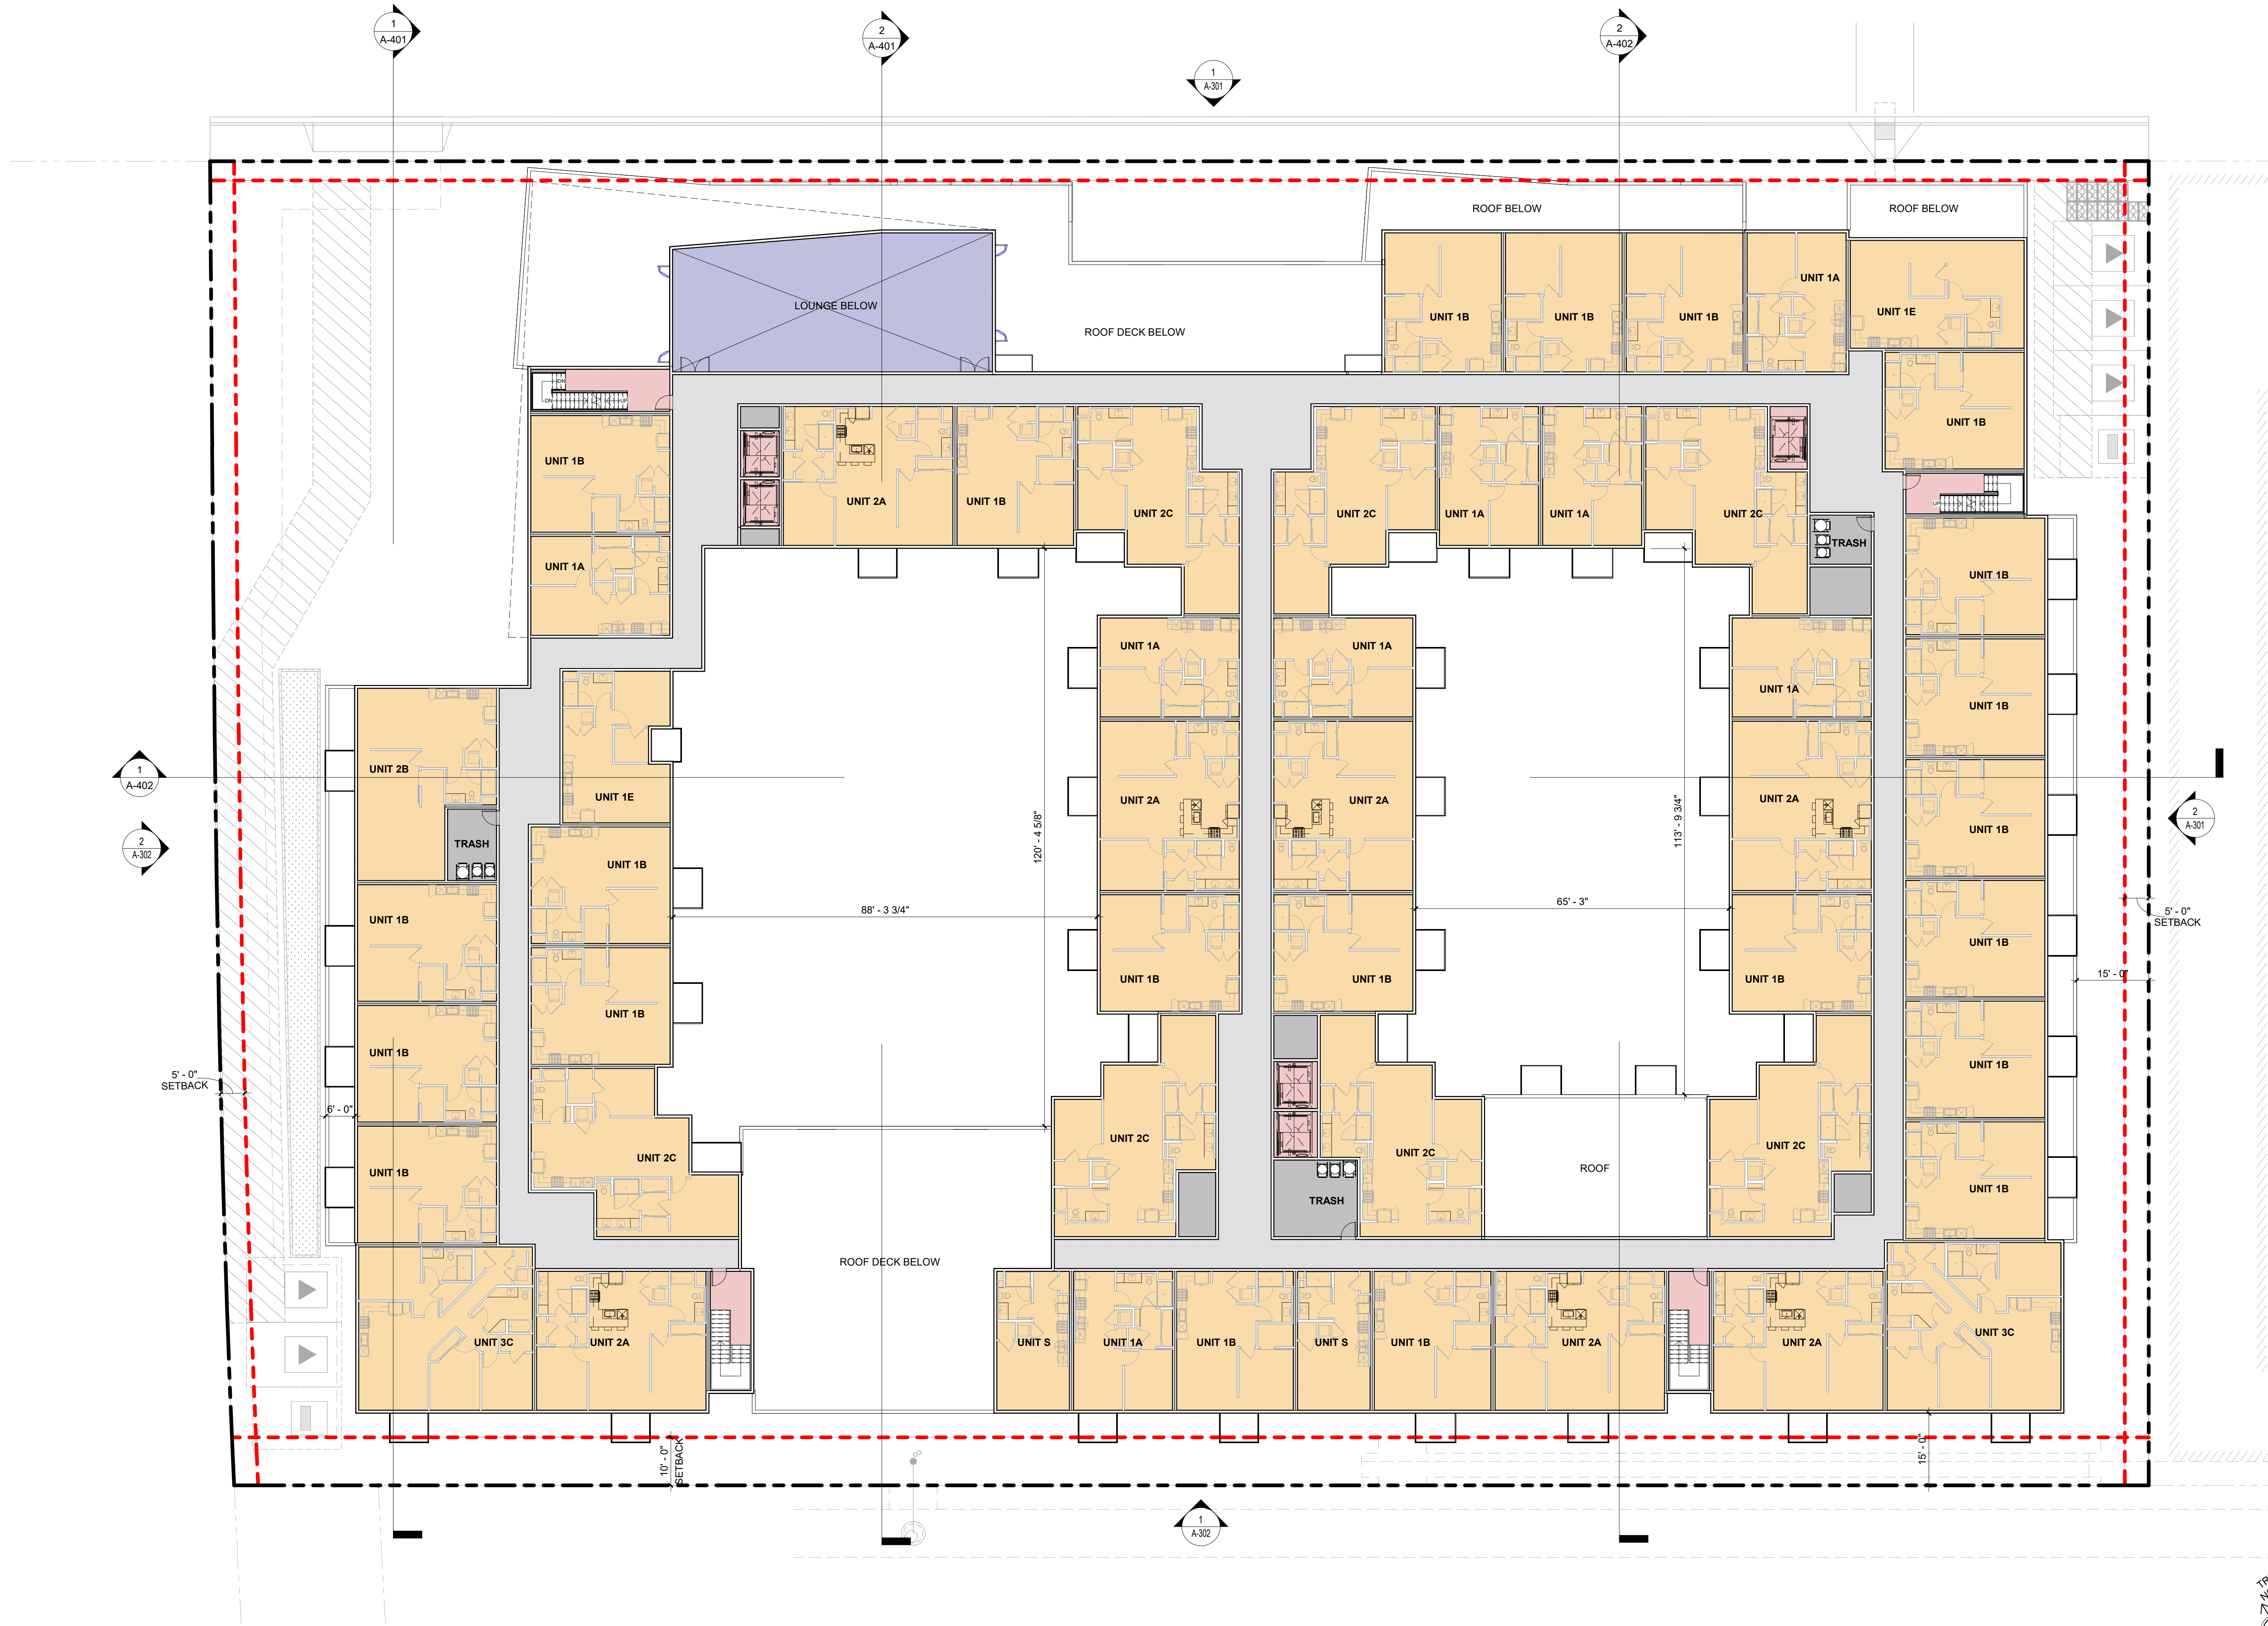 1
A-401
2
A-401
2
A-402
1
A-301
ROOF BELOW
ROOF BELOW
LOUNGE BELOW
ROOF DECK BELOW
UNIT 1B
UNIT 1B
UNIT 1B
UNIT 1A
UNIT 1E
DN
DN
UP
UNIT 1B
UNIT 1B
UNIT 2A
UNIT 1B
UNIT 2C
UNIT 2C
UNIT 1A
UNIT 1A
UNIT 2C
UP
TRASH
UNIT 1A
UNIT 1B
UNIT 1A
UNIT 1A
UNIT 1A
UNIT 1B
UNIT 2B
1
A-402
UNIT 1E
UNIT 2A
UNIT 2A
UNIT 2A
120' - 4 5/8"
113' - 9 3/4"
UNIT 1B
2
A-301
2
A-302
TRASH
UNIT 1B
88' - 3 3/4"
65' - 3"
UNIT 1B
5' - 0"
SETBACK
UNIT 1B
UNIT 1B
UNIT 1B
UNIT 1B
UNIT 1B
15' - 0"
UNIT 1B
UNIT 1B
5' - 0"
SETBACK
6' - 0"
UNIT 1B
UNIT 2C
UNIT 2C
UNIT 2C
UNIT 2C
ROOF
UNIT 1B
UNIT 1B
TRASH
ROOF DECK BELOW
UNIT 3C
UNIT 2A
UNIT S
UNIT 1A
UNIT 1B
UNIT S
UNIT 1B
UNIT 2A
UNIT 2A
UNIT 3C
10' - 0"
SETBACK
15' - 0"
1
A-302